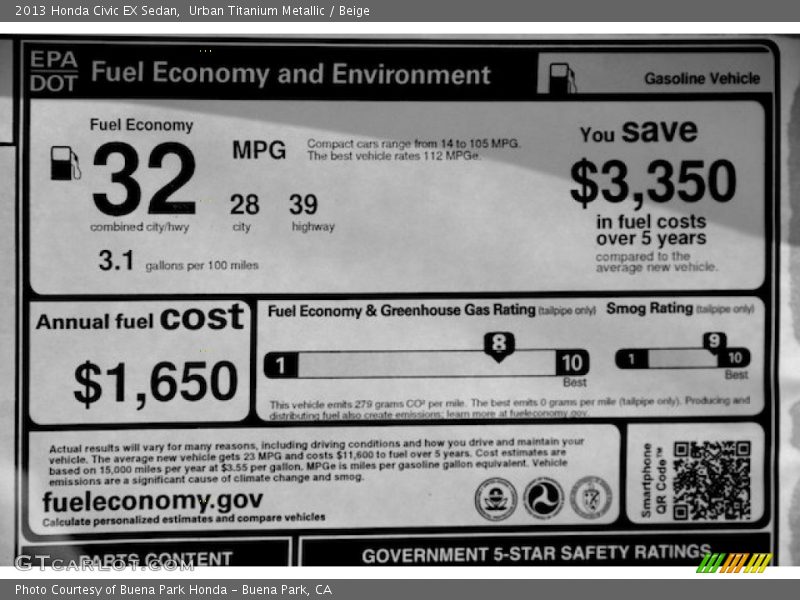 2013 Honda Civic EX Sedan,  Urban Titanium Metallic / Beige
EPA
DOT
Fuel Economy and Environment
Gasoline Vehicle
Fuel Economy
32
combined city/hwy
MPG
28
city
39
highway
Compact cars range from 14 to 105 MPG.
The best vehicle rates 112 MPGe.
3.1 gallons per 100 miles
You save
$3,350
in fuel costs
over 5 years
compared to the
average new vehicle.
Annual fuel cost
$1,650
Fuel Economy & Greenhouse Gas Rating (tailpipe only)
1
8
10
Best
Smog Rating (tailpipe only)
1
9
10
Best
This vehicle emits 279 grams CO² per mile. The best emits 0 grams per mile (tailpipe only). Producing and
distributing fuel also create emissions; learn more at fueleconomy.gov.
Actual results will vary for many reasons, including driving conditions and how you drive and maintain your
vehicle. The average new vehicle gets 23 MPG and costs $11,600 to fuel over 5 years. Cost estimates are
based on 15,000 miles per year at $3.55 per gallon. MPGe is miles per gasoline gallon equivalent. Vehicle
emissions are a significant cause of climate change and smog.
fueleconomy.gov
Calculate personalized estimates and compare vehicles
Smartphone
QR Code™
PARTS CONTENT
GOVERNMENT 5-STAR SAFETY RATINGS
GTCARLOT.COM
Photo Courtesy of Buena Park Honda - Buena Park, CA